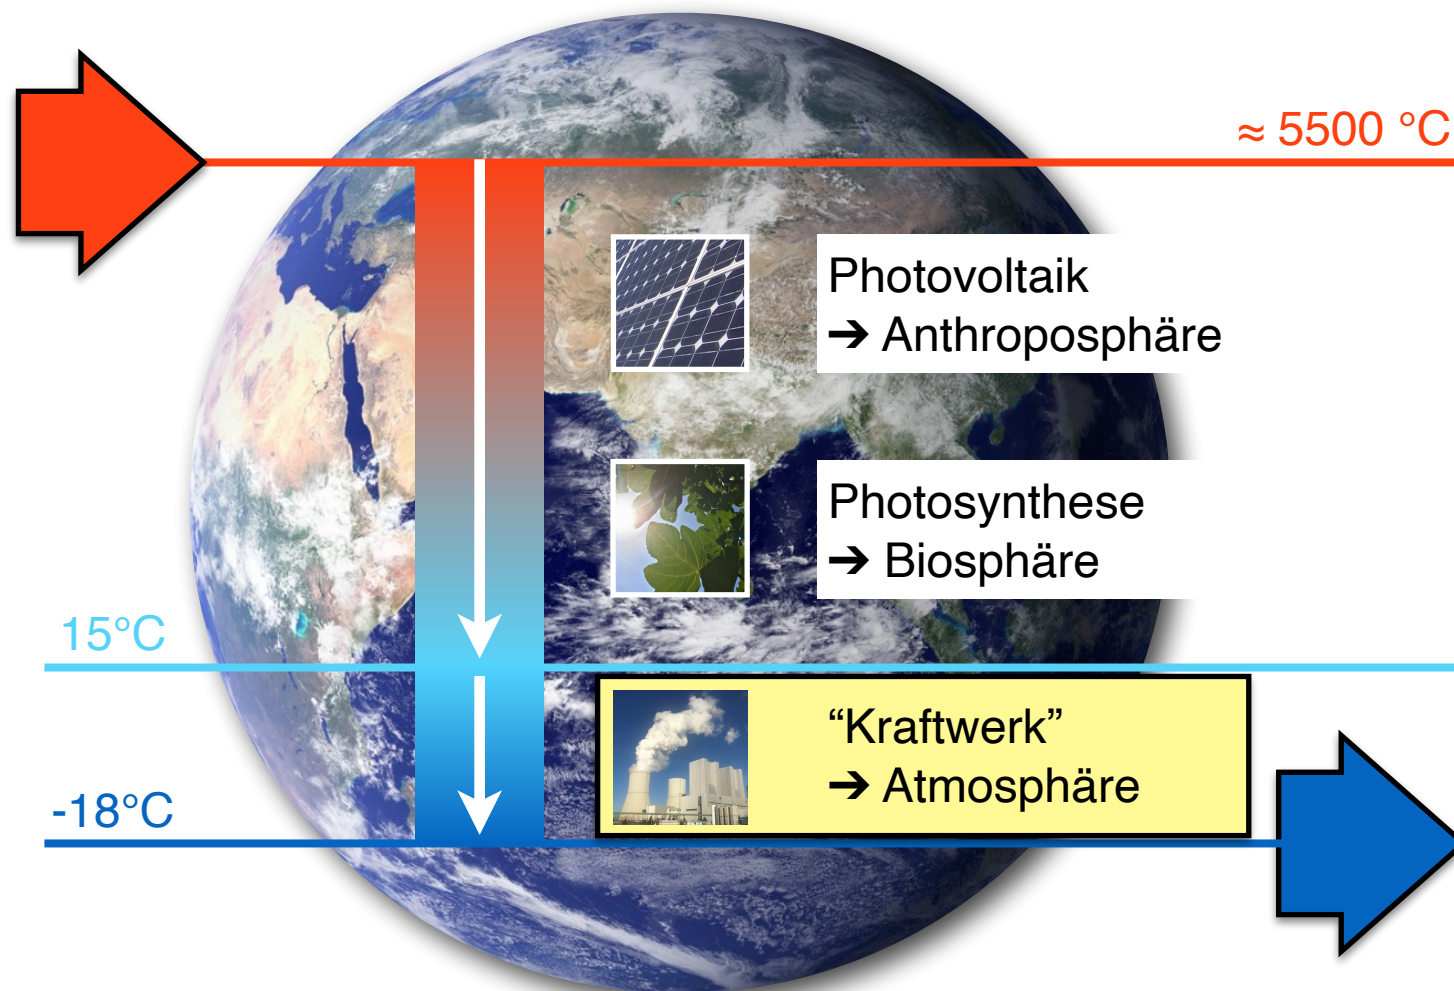 ≈ 5500 °C
Photovoltaik
➔ Anthroposphäre
Photosynthese
➔ Biosphäre
15°C
“Kraftwerk”
➔ Atmosphäre
-18°C